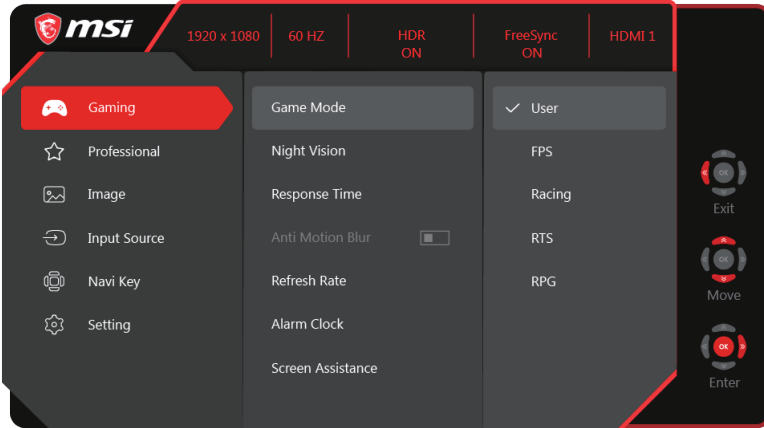 msi
1920 x 1080
60 HZ
HDR
ON
FreeSync
ON
HDMI 1
Gaming
Professional
Image
Input Source
Navi Key
Setting
Game Mode
Night Vision
Response Time
Anti Motion Blur
Refresh Rate
Alarm Clock
Screen Assistance
User
FPS
Racing
RTS
RPG
OK
Exit
OK
Move
OK
Enter